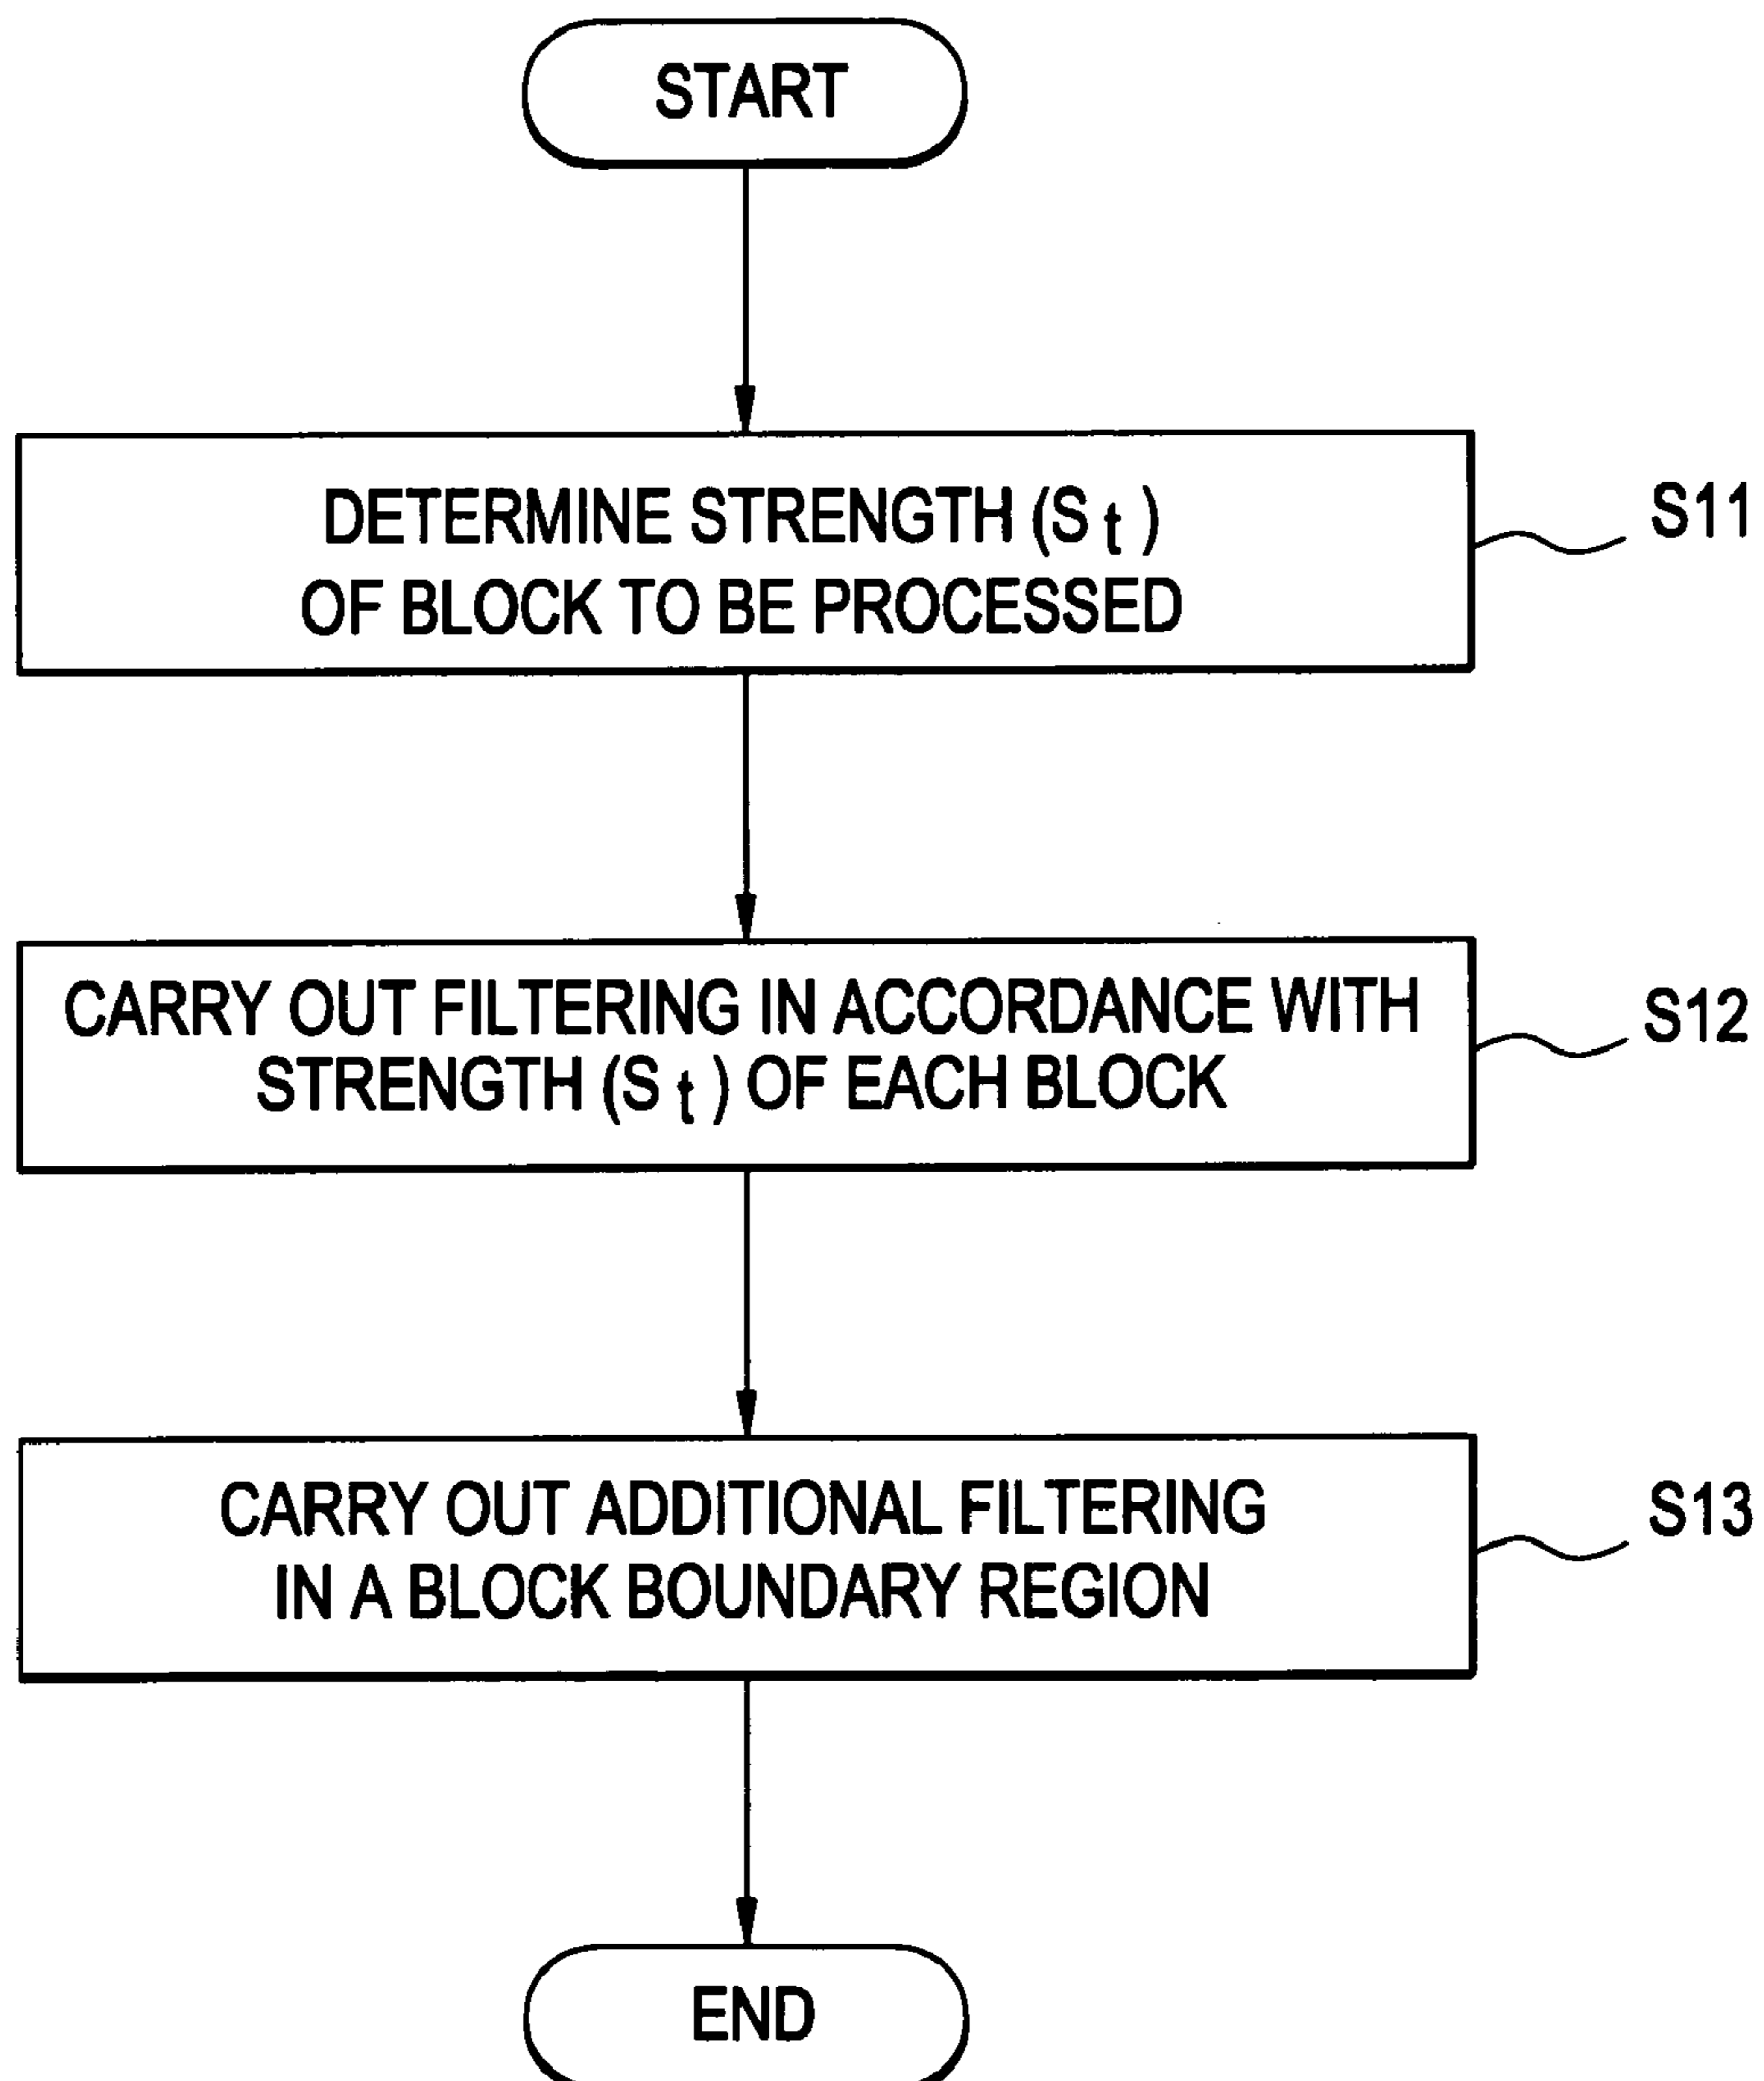 START
DETERMINE STRENGTH (St)
OF BLOCK TO BE PROCESSED
S11
CARRY OUT FILTERING IN ACCORDANCE WITH
STRENGTH (St) OF EACH BLOCK
S12
CARRY OUT ADDITIONAL FILTERING
IN A BLOCK BOUNDARY REGION
S13
END